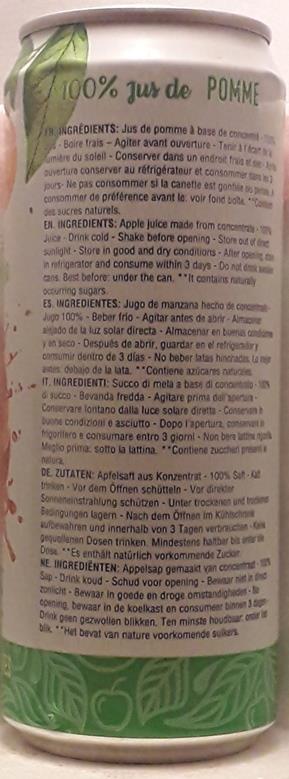 100% Jus de POMME
FR. INGRÉDIENTS: Jus de pomme à base de concentré - 100%
- Boire frais - Agiter avant ouverture - Tenir à l'écart de la
lumière du soleil - Conserver dans un endroit frais et sec -
ouverture conserver au réfrigérateur et consommer dans les 3
jours- Ne pas consommer si la canette est gonflée ou
consommer de préférence avant le: voir fond boîte. **Contient
des sucres naturels.
EN. INGREDIENTS: Apple juice made from concentrate - 100%
Juice - Drink cold - Shake before opening - Store out of direct
sunlight - Store in good and dry conditions - After opening, store
in refrigerator and consume within 3 days - Do not drink swollen
cans. Best before: under the can. **It contains naturally
occurring sugars.
ES. INGREDIENTES: Jugo de manzana hecho de concentrado-
Jugo 100% - Beber frío - Agitar antes de abrir - Almacenar
alejado de la luz solar directa - Almacenar en buenas condiciones
y en seco - Después de abrir, guardar en el refrigerador y
consumir dentro de 3 días - No beber latas hinchadas. Lo mejor
antes: debajo de la lata. **Contiene azúcares naturales.
IT. INGREDIENTI: Succo di mela a base di concentrato - 100%
di succo - Bevanda fredda - Agitare prima dell'apertura -
Conservare lontano dalla luce solare diretta - Conservare in
buone condizioni e asciutto - Dopo l'apertura, conservare in
frigorifero e consumare entro 3 giorni - Non bere lattine
Meglio prima: sotto la lattina. **Contiene zuccheri presenti in
natura.
DE. ZUTATEN: Apfelsaft aus Konzentrat - 100% Saft - Kalt
trinken - Vor dem Öffnen schütteln - Vor direkter
Sonneneinstrahlung schützen - Unter trockenen und trockenen
Bedingungen lagern - Nach dem Öffnen im Kühlschrank
aufbewahren und innerhalb von 3 Tagen verbrauchen - Keine
gequollenen Dosen trinken. Mindestens haltbar bis: unter der
Dose. **Es enthält natürlich vorkommende Zucker.
NE. INGREDIËNTEN: Appelsap gemaakt van concentraat - 100%
Sap - Drink koud - Schud voor opening - Bewaar niet in direct
zonlicht - Bewaar in goede en droge omstandigheden - Na
opening, bewaar in de koelkast en consumeer binnen 3 dagen-
Drink geen gezwollen blikken. Ten minste houdbaar: onder het
blik. **Het bevat van nature voorkomende suikers.